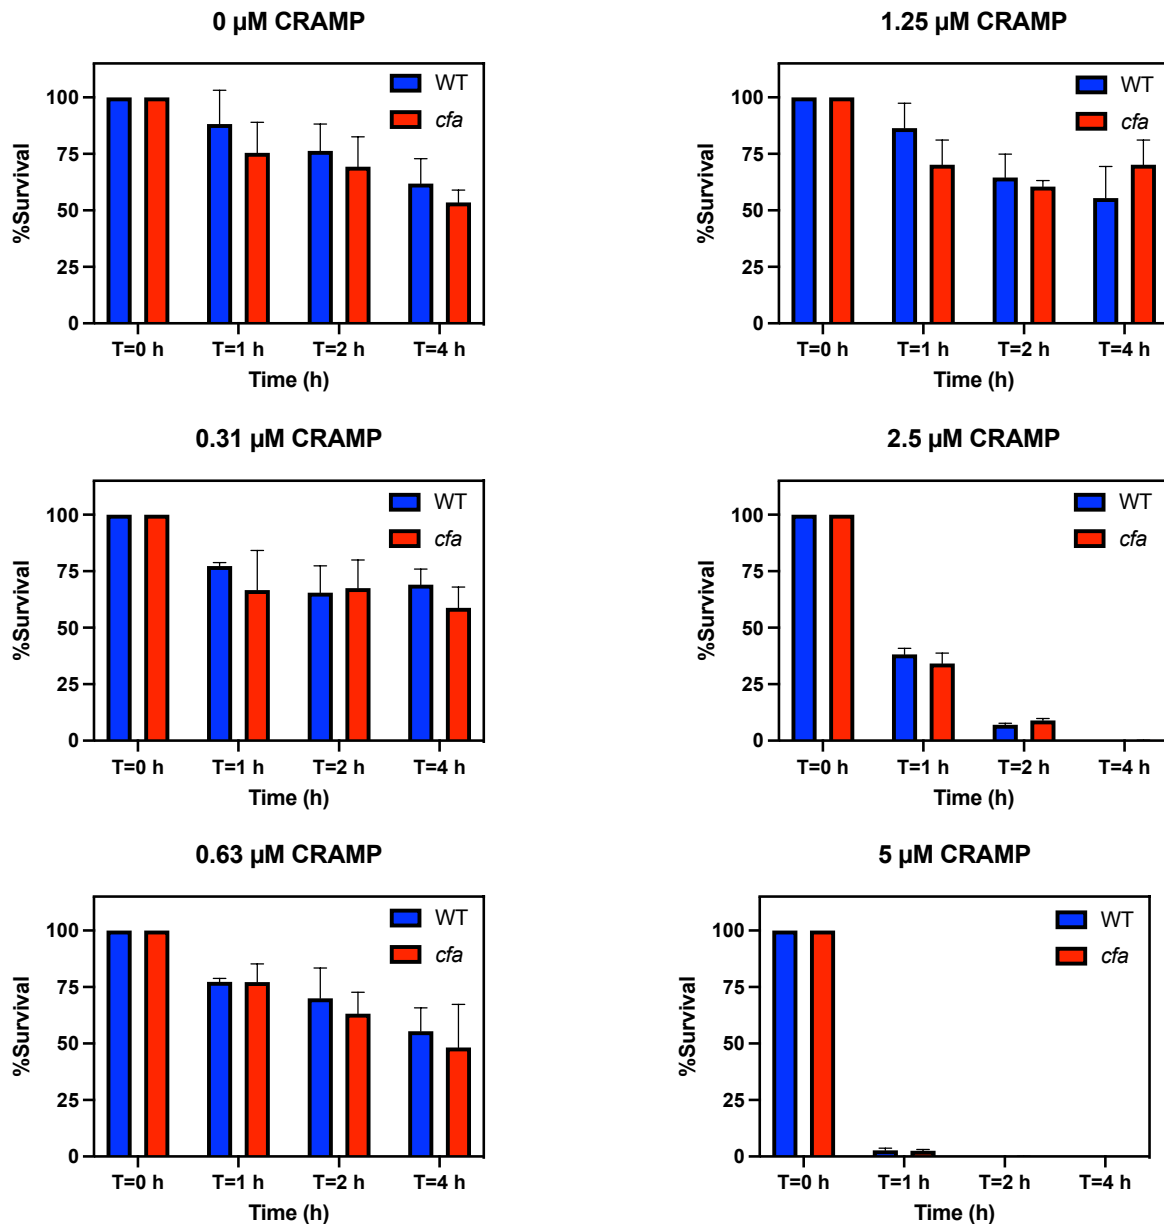 0 µM CRAMP
WT
cfa
100
75
50
25
0
%Survival
T=0 h T=1 h T=2 h T=4 h
Time (h)
1.25 µM CRAMP
WT
cfa
100
75
50
25
0
%Survival
T=0 h T=1 h T=2 h T=4 h
Time (h)
0.31 µM CRAMP
WT
cfa
100
75
50
25
0
%Survival
T=0 h T=1 h T=2 h T=4 h
Time (h)
2.5 µM CRAMP
WT
cfa
100
75
50
25
0
%Survival
T=0 h T=1 h T=2 h T=4 h
Time (h)
0.63 µM CRAMP
WT
cfa
100
75
50
25
0
%Survival
T=0 h T=1 h T=2 h T=4 h
Time (h)
5 µM CRAMP
WT
cfa
100
75
50
25
0
%Survival
T=0 h T=1 h T=2 h T=4 h
Time (h)